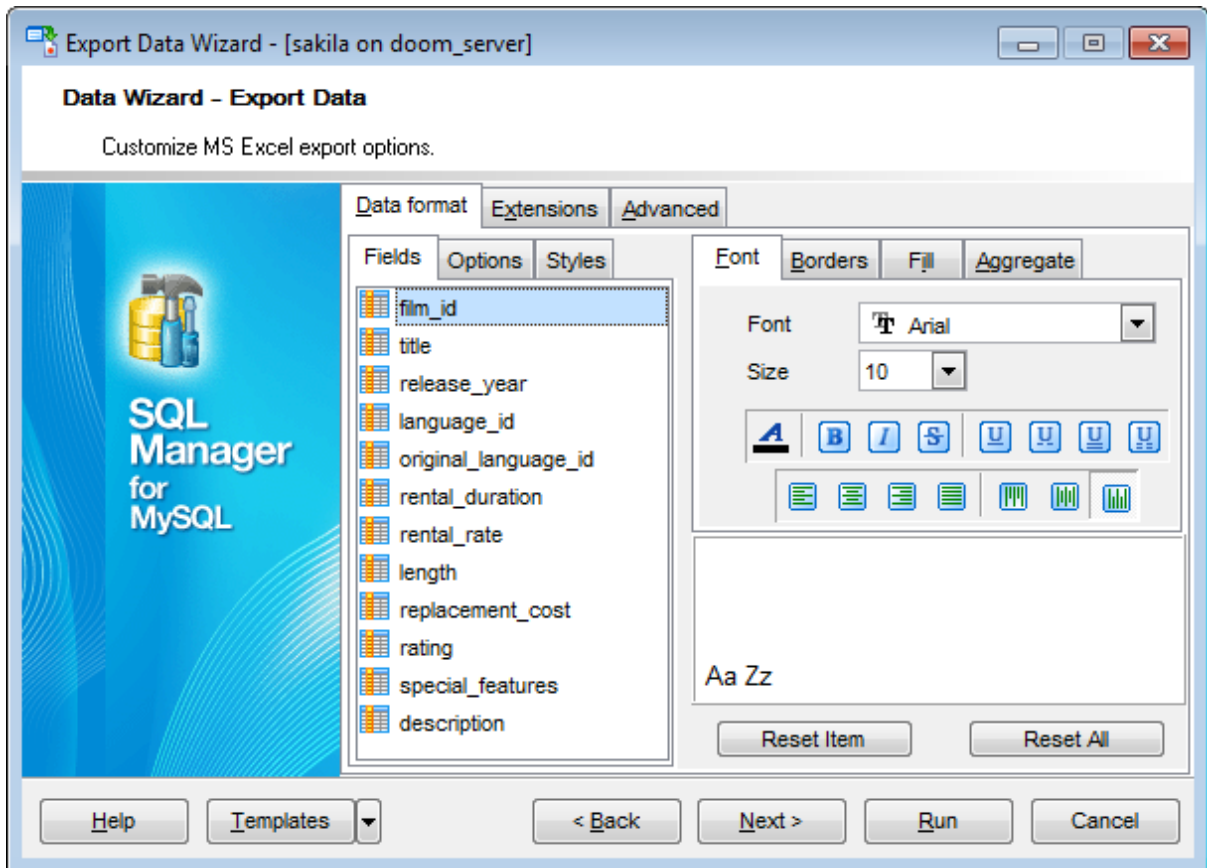 Export Data Wizard - [sakila on doom_server]
Data Wizard - Export Data
Customize MS Excel export options.
SQL
Manager
for
MySQL
Data format Extensions Advanced
Fields Options Styles
film_id
title
release_year
language_id
original_language_id
rental_duration
rental_rate
length
replacement_cost
rating
special_features
description
Font Borders Fill Aggregate
Font Arial
Size 10
A B I S U U U U
Aa Zz
Reset Item Reset All
Help Templates < Back Next > Run Cancel